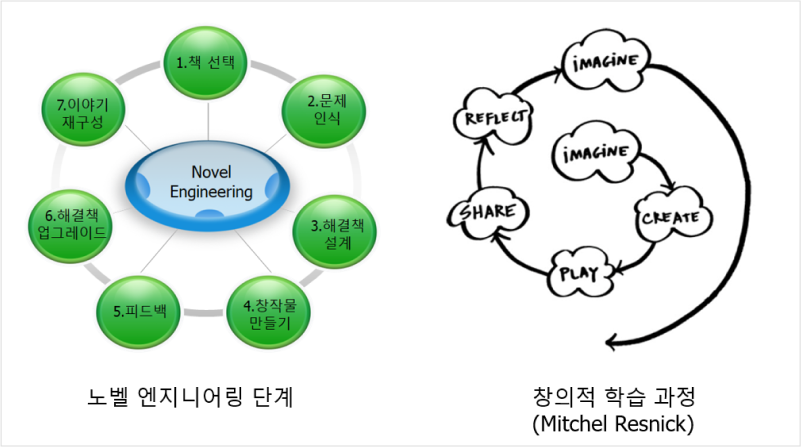 1.책 선택
2.문제
인식
3.해결책
설계
4.창작물
만들기
5.피드백
6.해결책
업그레이드
7.이야기
재구성
Novel
Engineering
노벨 엔지니어링 단계
IMAGINE
CREATE
PLAY
SHARE
REFLECT
IMAGINE
창의적 학습 과정
(Mitchel Resnick)